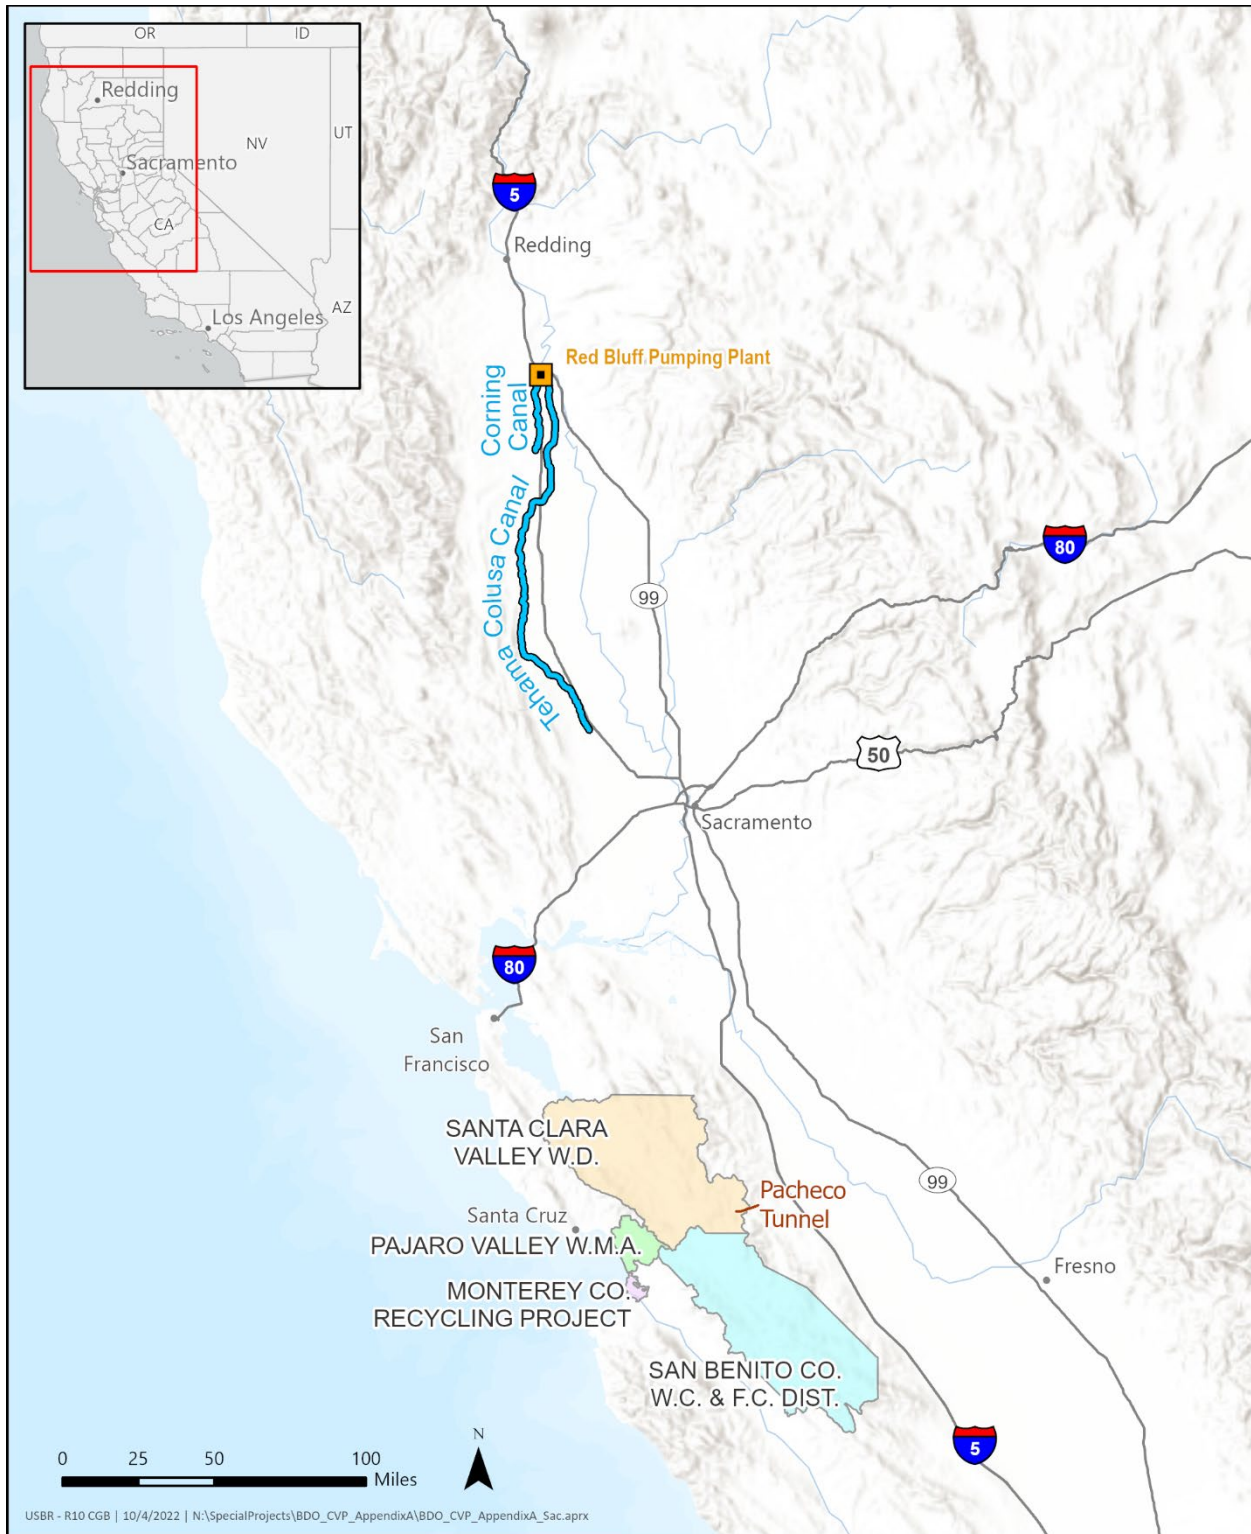 OR
ID
Redding
NV
UT
Sacramento
CA
Los Angeles
AZ
5
Redding
Red Bluff Pumping Plant
Corning
Canal
Tehama Colusa Canal
80
99
50
Sacramento
80
San
Francisco
SANTA CLARA
VALLEY W.D.
99
Pacheco
Tunnel
Santa Cruz
PAJARO VALLEY W.M.A.
Fresno
MONTEREY CO.
RECYCLING PROJECT
SAN BENITO CO.
W.C. & F.C. DIST.
5
N
0 25 50 100
Miles
USBR - R10 CGB | 10/4/2022 | N:\SpecialProjects\BDO_CVP_AppendixA\BDO_CVP_AppendixA_Sac.aprx